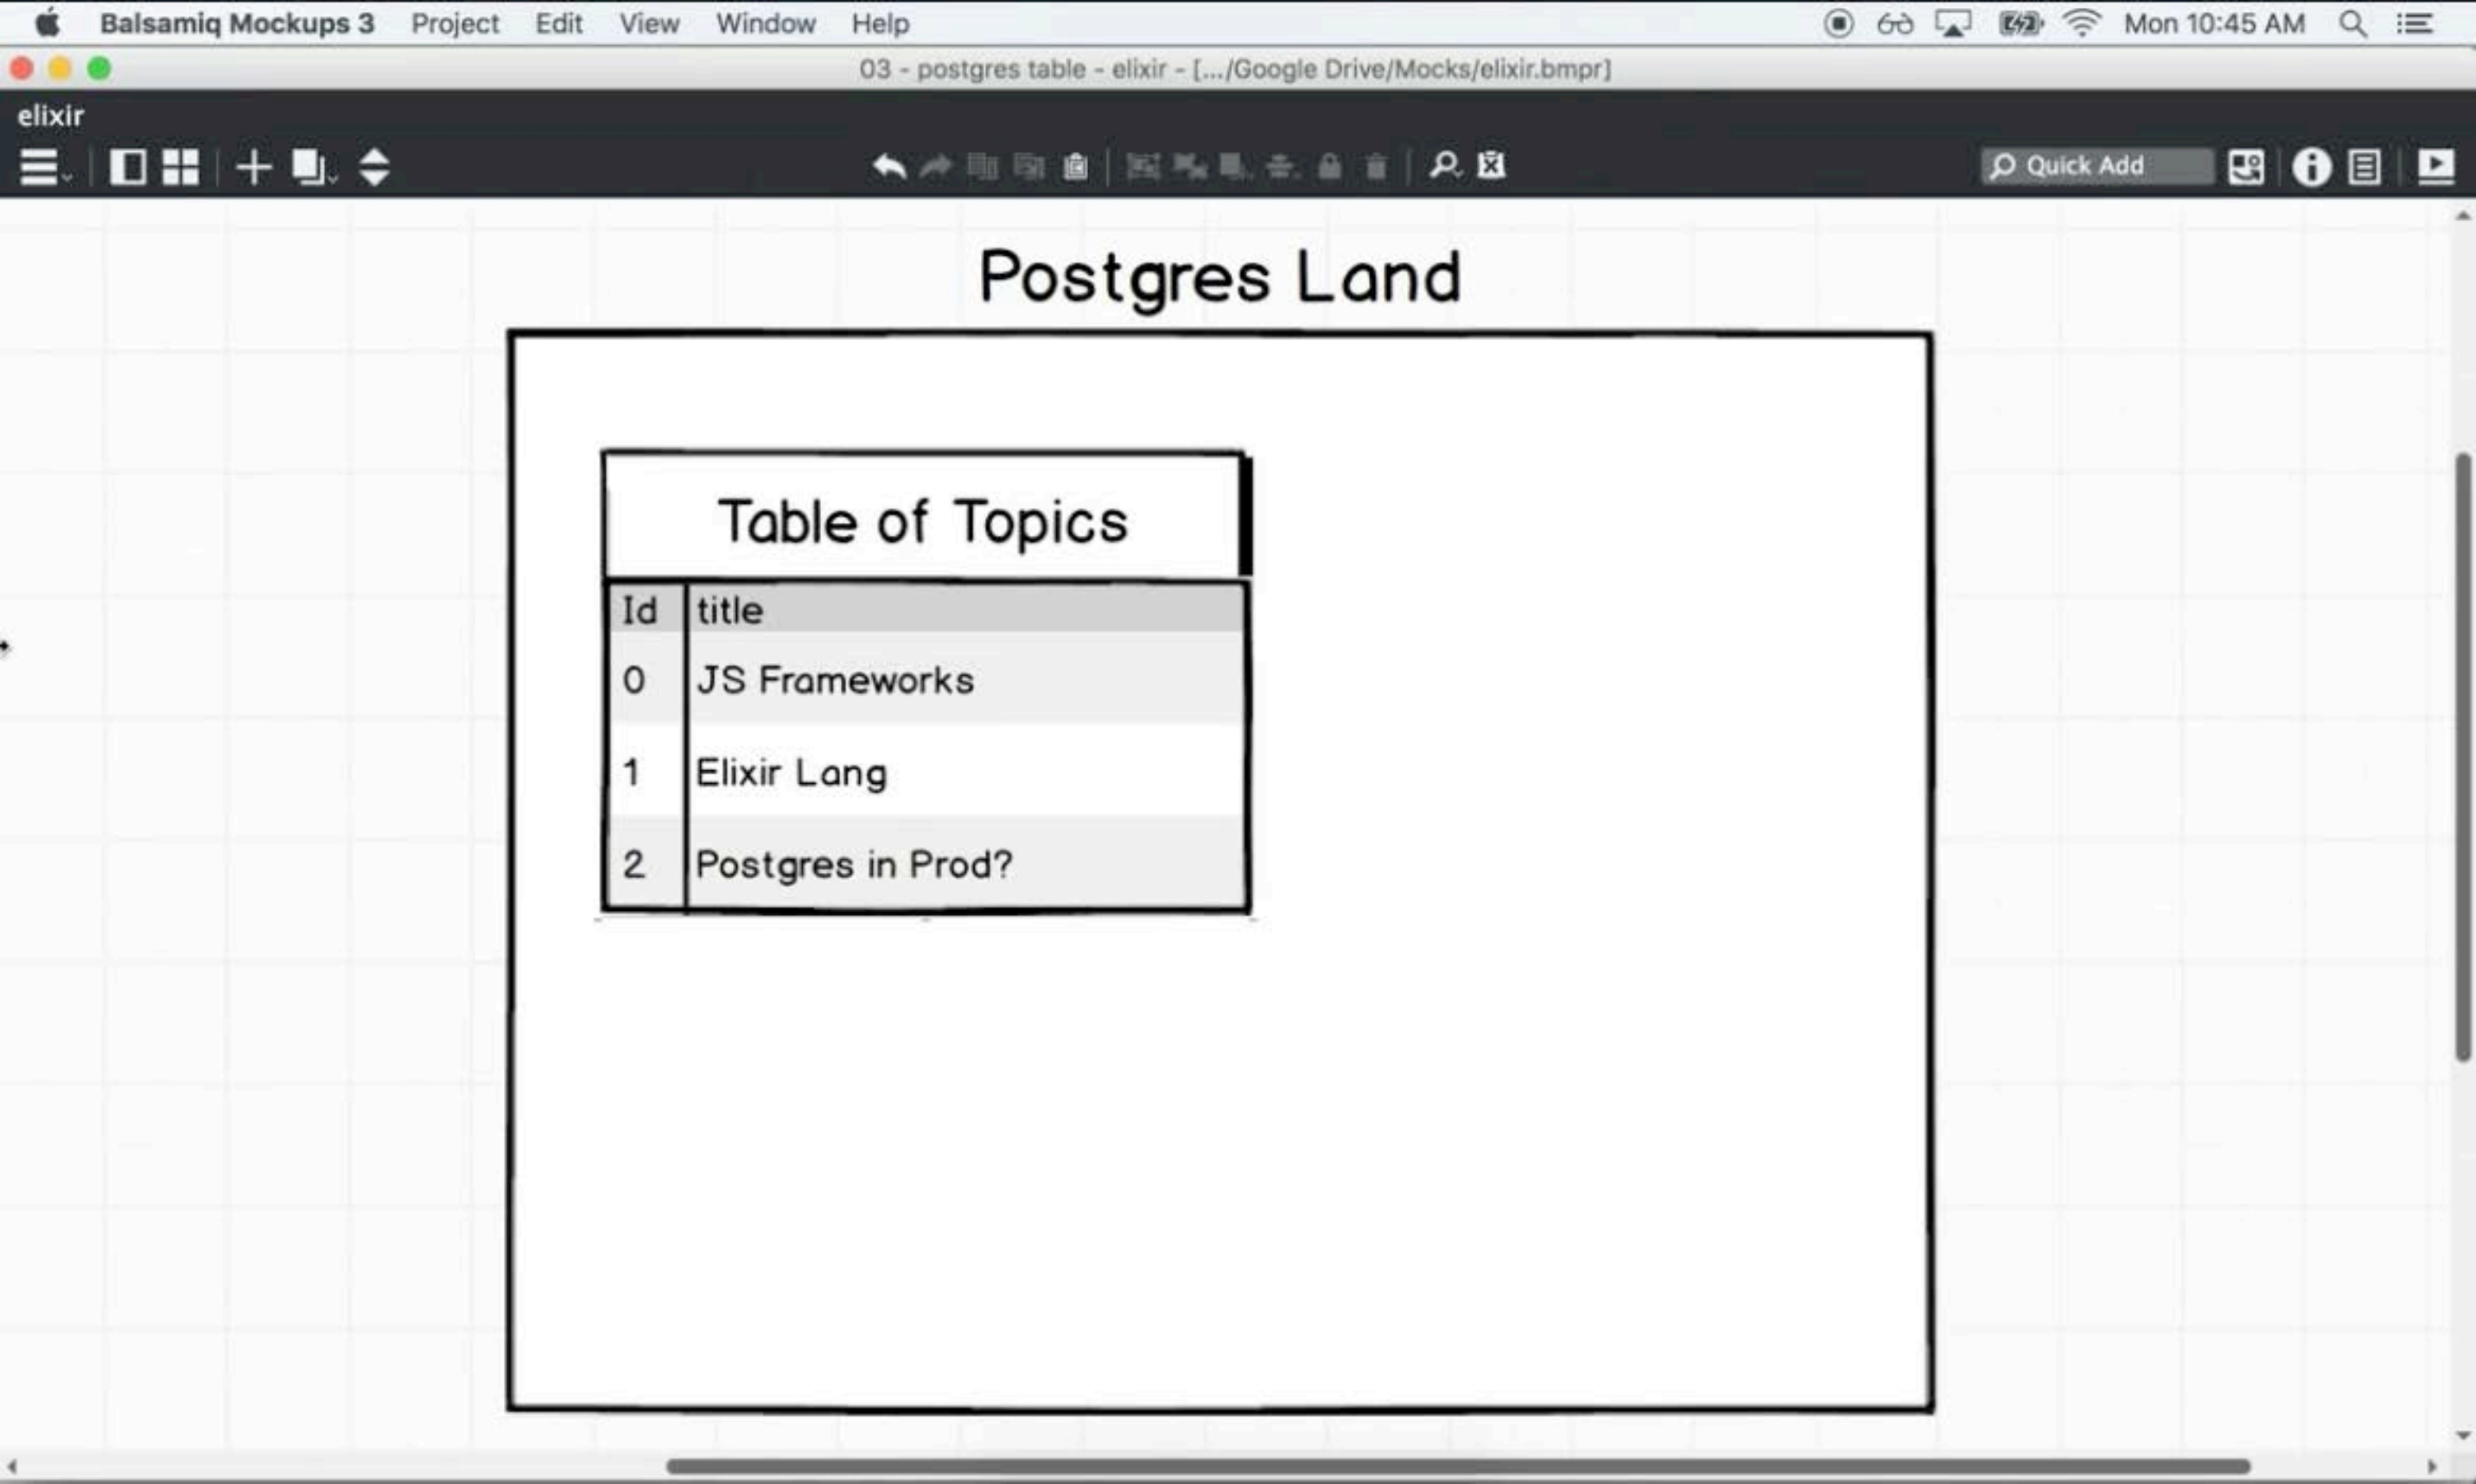 Balsamiq Mockups 3 Project Edit View Window Help Mon 10:45 AM
03 - postgres table - elixir - [.../Google Drive/Mocks/elixir.bmpr]
elixir
Quick Add
Postgres Land
Table of Topics
Id title
0 JS Frameworks
1 Elixir Lang
2 Postgres in Prod?